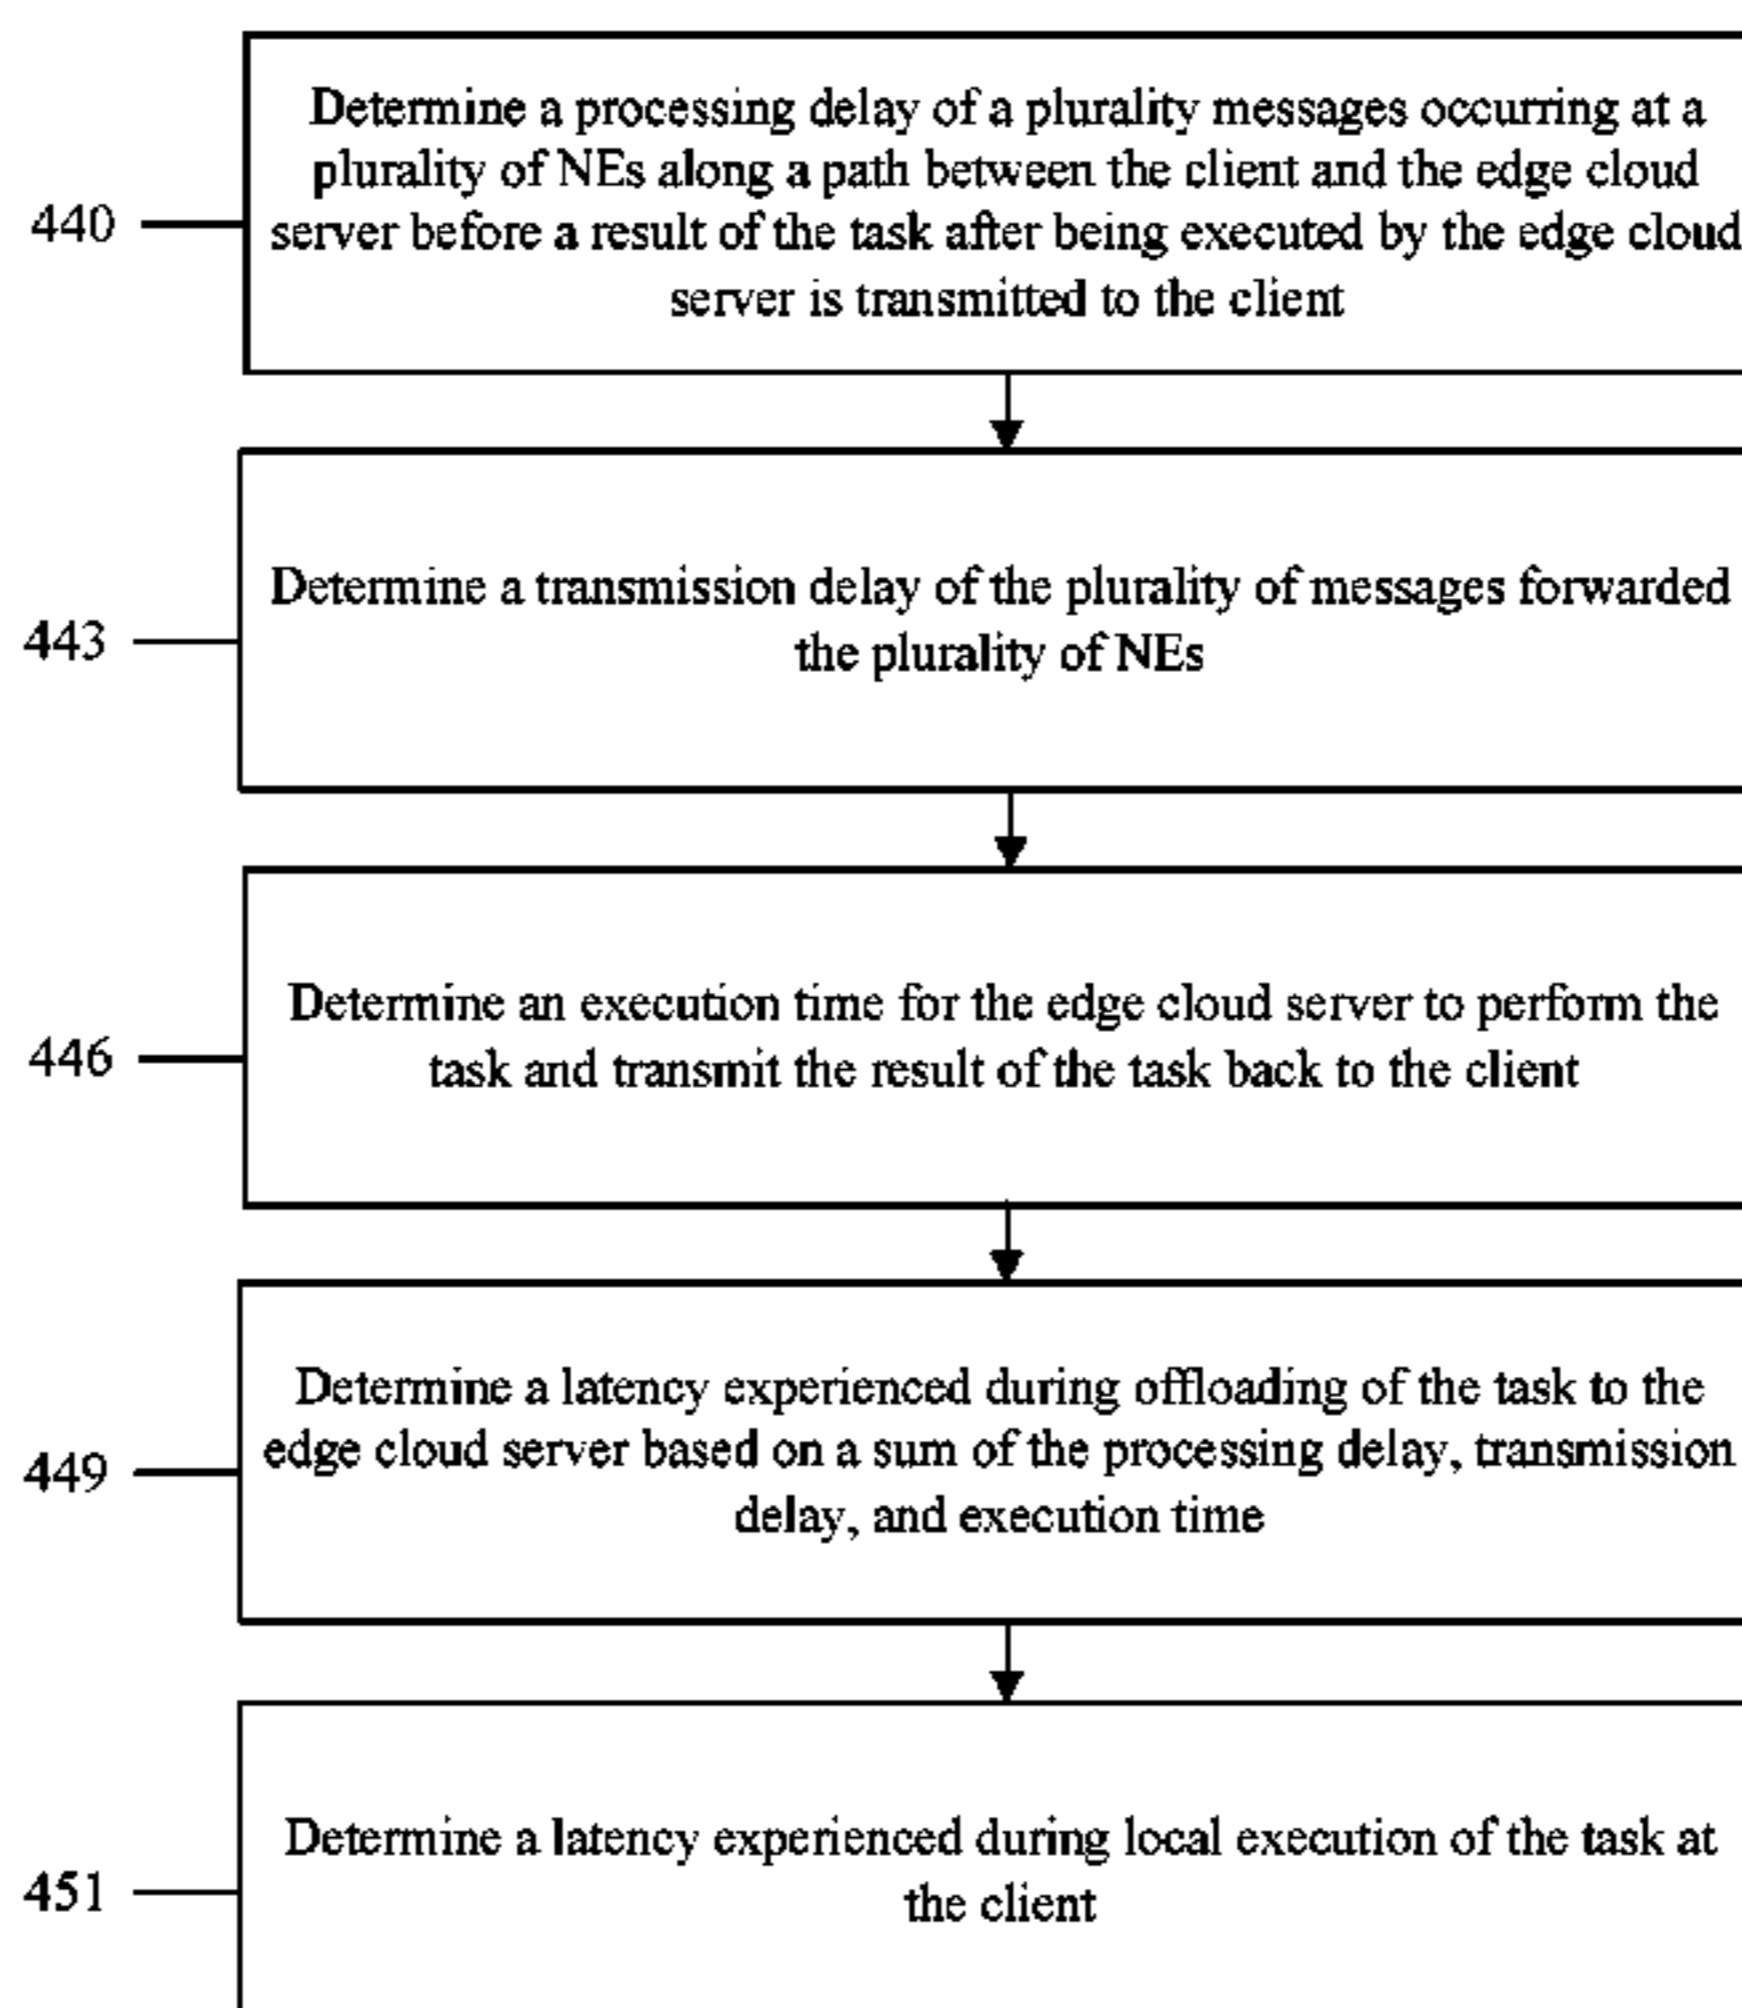 Determine a processing delay of a plurality messages occurring at a
plurality of NEs along a path between the client and the edge cloud
440
server before a result of the task after being executed by the edge cloud
server is transmitted to the client
Determine a transmission delay of the plurality of messages forwarded
443
the plurality of NEs
Determine an execution time for the edge cloud server to perform the
446
task and transmit the result of the task back to the client
Determine a latency experienced during offloading of the task to the
edge cloud server based on a sum of the processing delay, transmission
449
delay, and execution time
Determine a latency experienced during local execution of the task at
451
the client